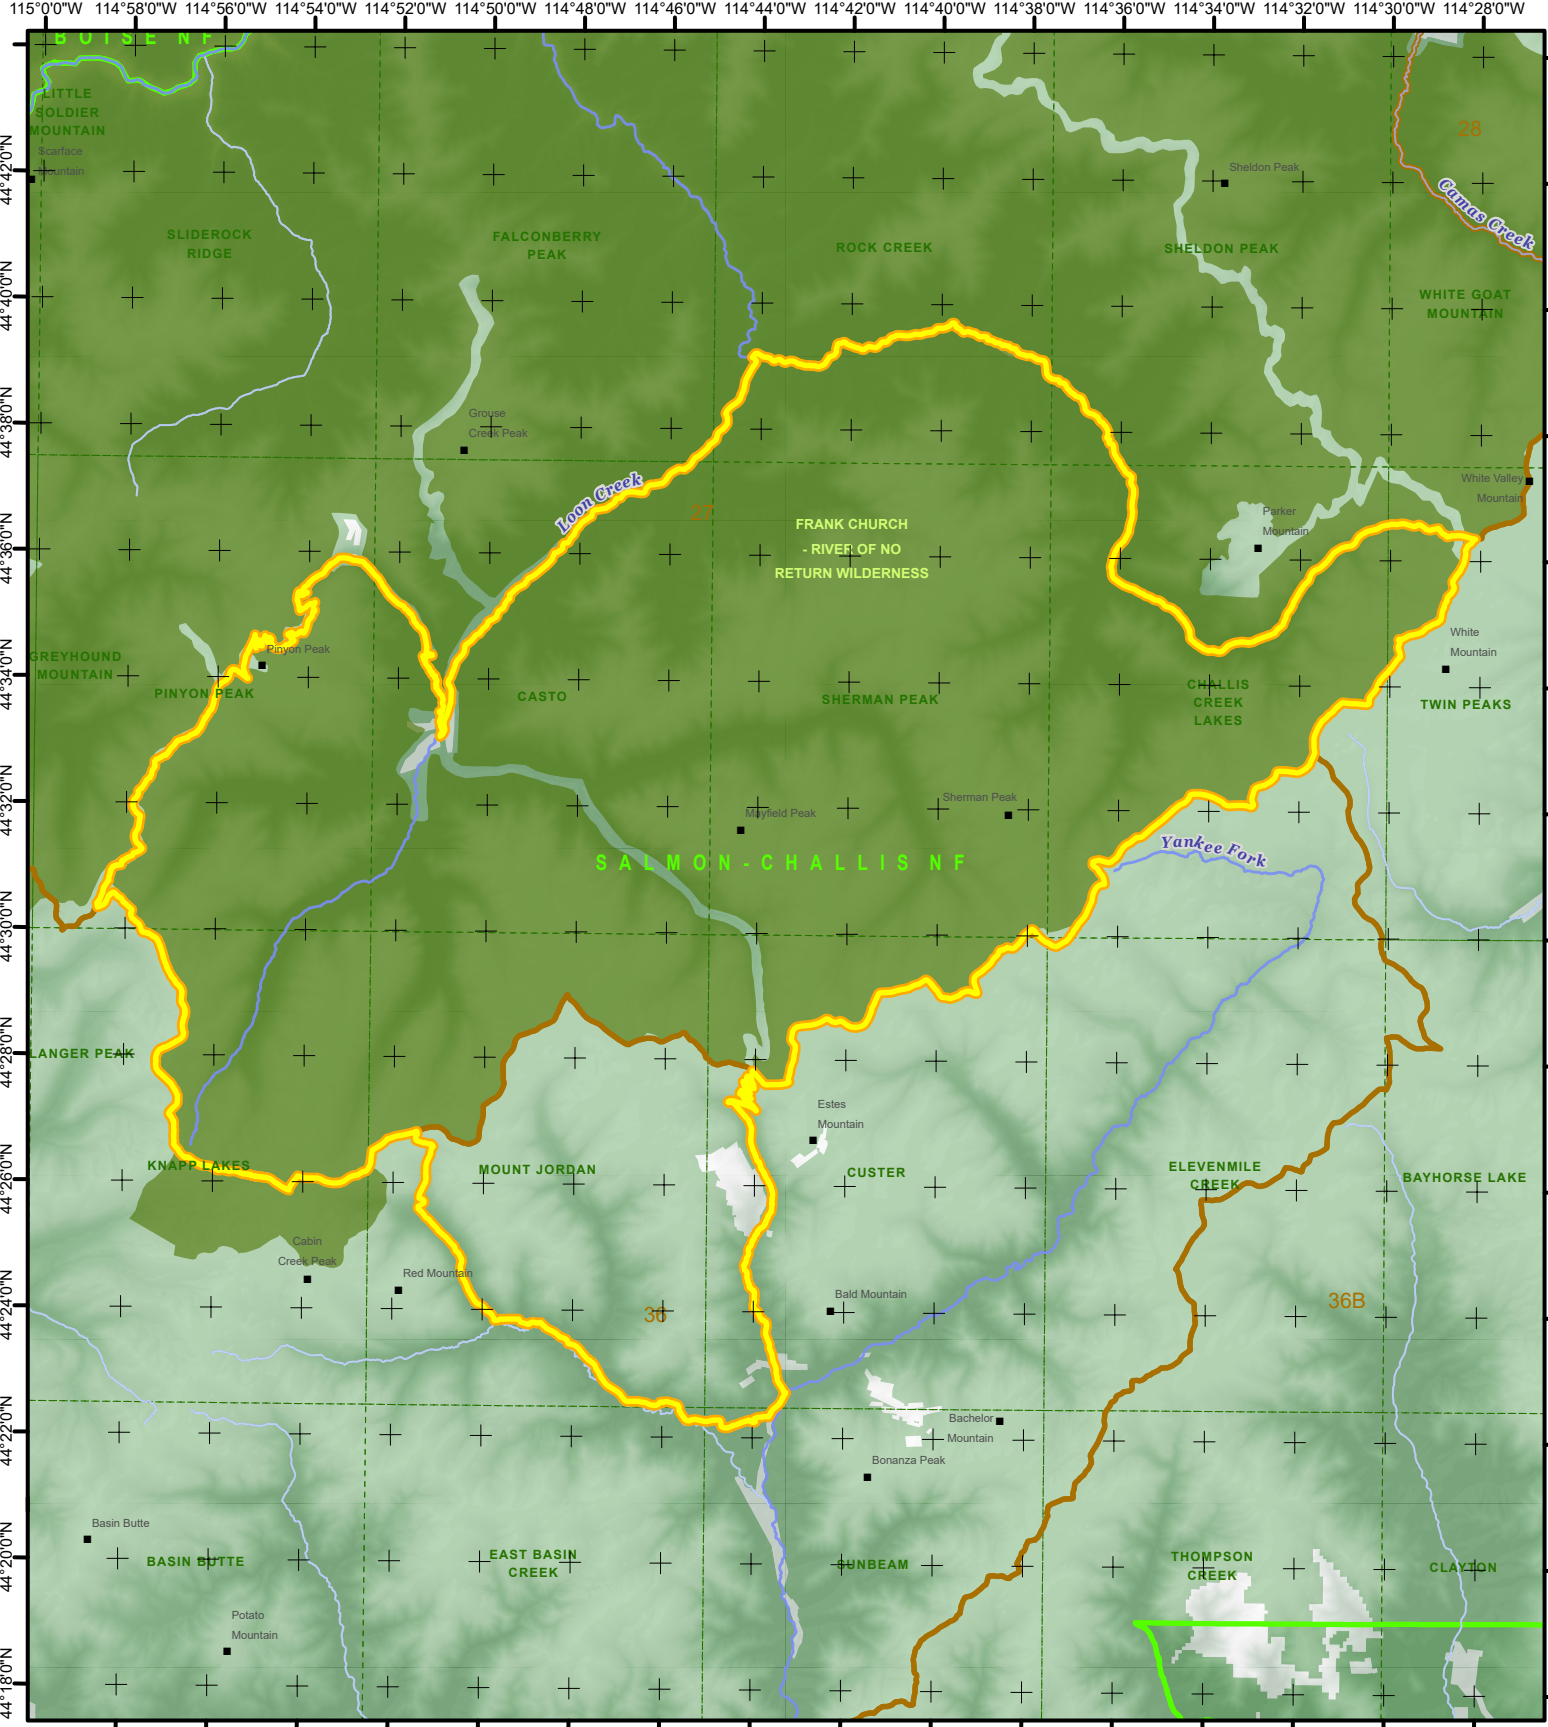 115°0'0"W 114°58'0"W 114°56'0"W 114°54'0"W 114°52'0"W 114°50'0"W 114°48'0"W 114°46'0"W 114°44'0"W 114°42'0"W 114°40'0"W 114°38'0"W 114°36'0"W 114°34'0"W 114°32'0"W 114°30'0"W 114°28'0"W
BOISE NF
LITTLE
SOLDIER
MOUNTAIN
Scarface
Mountain
28
44°42'0"N
Sheldon Peak
Camas Creek
SLIDEROCK
RIDGE
FALCONBERRY
PEAK
ROCK CREEK
SHELDON PEAK
44°40'0"N
WHITE GOAT
MOUNTAIN
44°38'0"N
Grouse
Creek Peak
White Valley
Mountain
Loon Creek
27
FRANK CHURCH
- RIVER OF NO
RETURN WILDERNESS
Parker
Mountain
44°36'0"N
White
Mountain
44°34'0"N
GREYHOUND
MOUNTAIN
Pinyon Peak
PINYON PEAK
CASTO
SHERMAN PEAK
CHALLIS
CREEK
LAKES
TWIN PEAKS
44°32'0"N
Mayfield Peak
Sherman Peak
Yankee Fork
SALMON-CHALLIS NF
44°30'0"N
44°28'0"N
LANGER PEAK
Estes
Mountain
44°26'0"N
KNAPP LAKES
MOUNT JORDAN
CUSTER
ELEVENMILE
CREEK
BAYHORSE LAKE
Cabin
Creek Peak
Red Mountain
44°24'0"N
Bald Mountain
36
36B
44°22'0"N
Bachelor
Mountain
Bonanza Peak
Basin Butte
44°20'0"N
BASIN BUTTE
EAST BASIN
CREEK
SUNBEAM
THOMPSON
CREEK
CLAYTON
Potato
Mountain
44°18'0"N